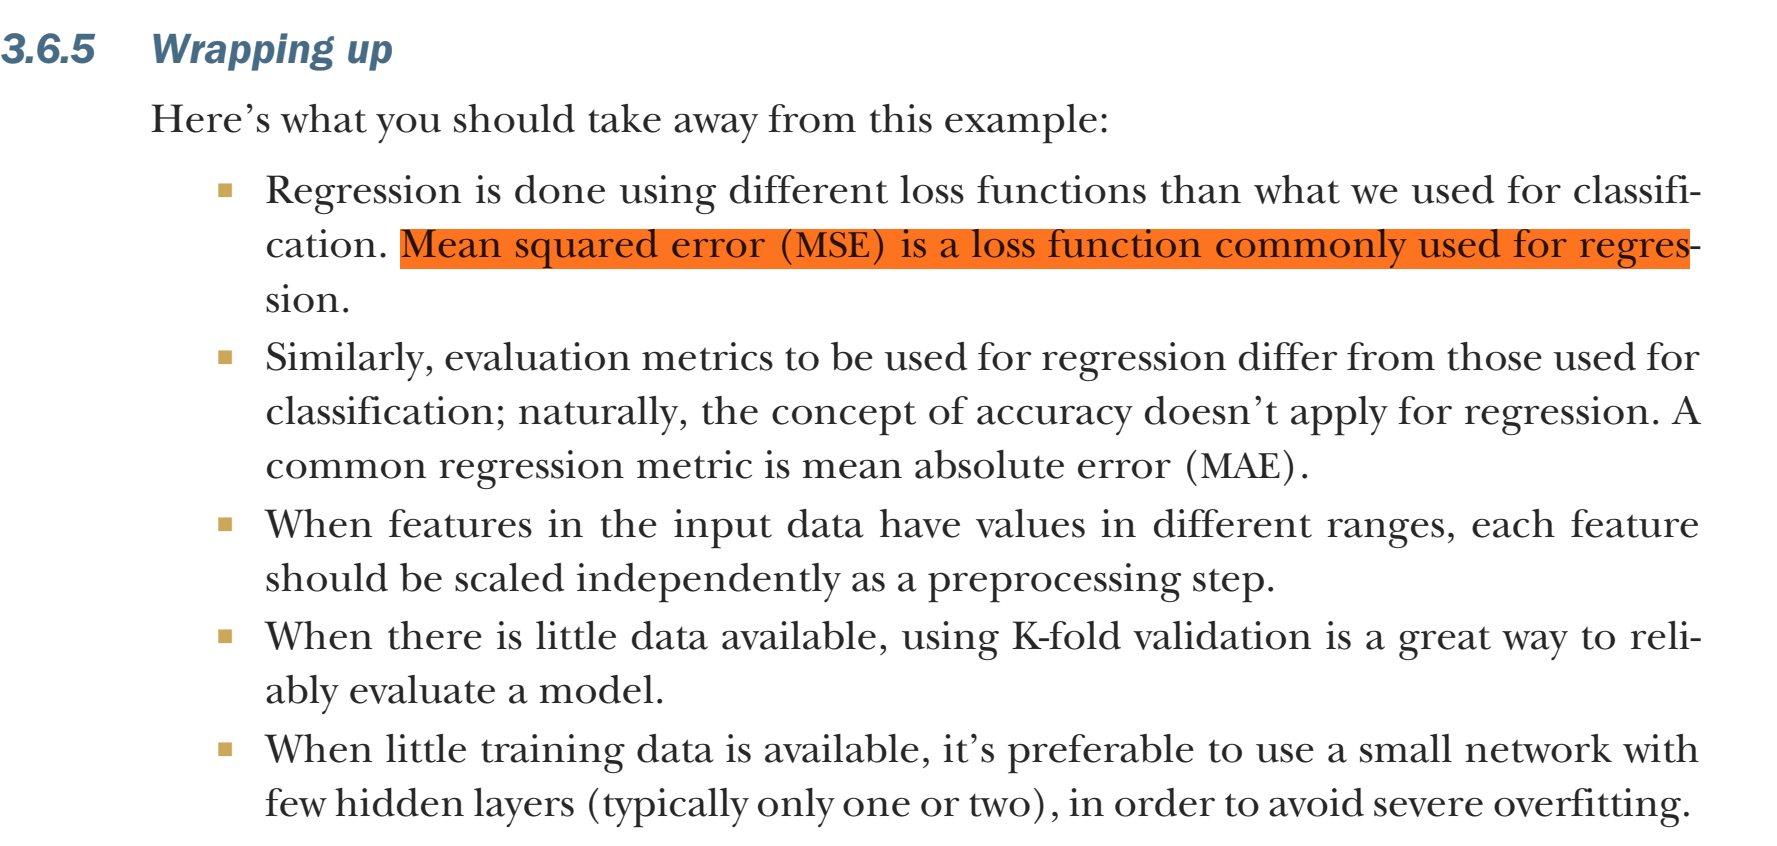 3.6.5 Wrapping up
Here's what you should take away from this example:
■ Regression is done using different loss functions than what we used for classifi-
cation. Mean squared error (MSE) is a loss function commonly used for regres-
sion.
■ Similarly, evaluation metrics to be used for regression differ from those used for
classification; naturally, the concept of accuracy doesn't apply for regression. A
common regression metric is mean absolute error (MAE).
■ When features in the input data have values in different ranges, each feature
should be scaled independently as a preprocessing step.
■ When there is little data available, using K-fold validation is a great way to reli-
ably evaluate a model.
■ When little training data is available, it's preferable to use a small network with
few hidden layers (typically only one or two), in order to avoid severe overfitting.